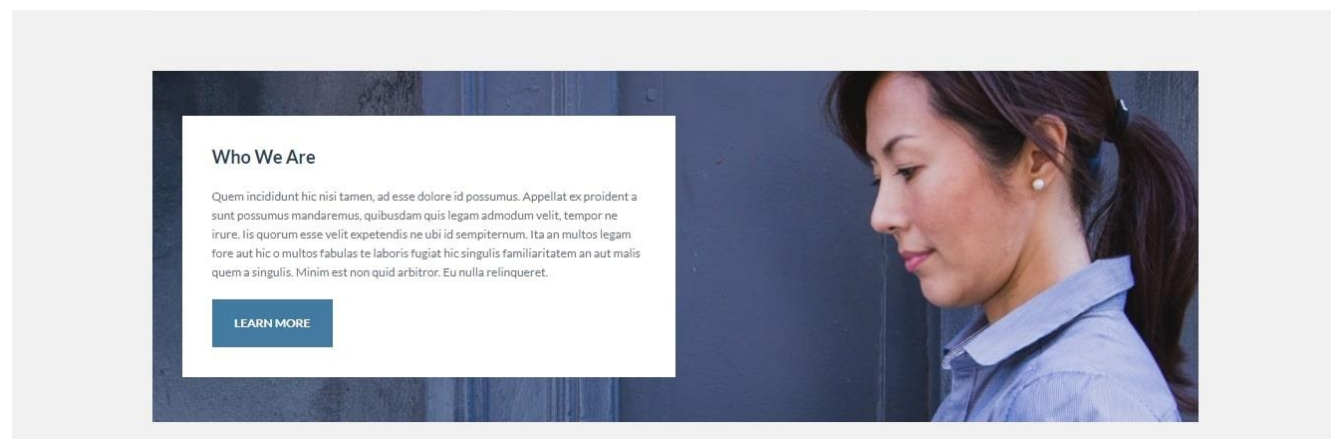 Who We Are
Quem incididunt hic nisi tamen, ad esse dolore id possumus. Appellat ex proident a
sunt possumus mandaremus, quibusdam quis legam admodum velit, tempor ne
irure. Iis quorum esse velit expetendis ne ubi id sempiternum. Ita an multos legam
fore aut hic o multos fabulas te laboris fugiat hic singulis familiaritatem an aut malis
quem a singulis. Minim est non quid arbitror. Eu nulla relinqueret.
LEARN MORE